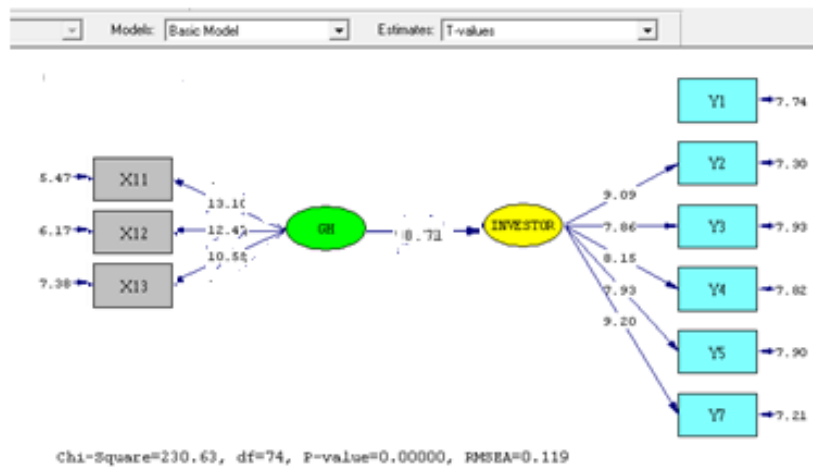 Models: Basic Model Estimates: T-values
Y1 7.74
Y2 7.30
9.09
5.47 X11
13.10
7.86 Y3 7.93
6.17 X12 12.47 GH 8.71 INVESTOR
8.15 Y4 7.82
10.58
7.38 X13
7.93 Y5 7.90
9.20
Y7 7.21
Chi-Square=230.63, df=74, P-value=0.00000, RMSEA=0.119